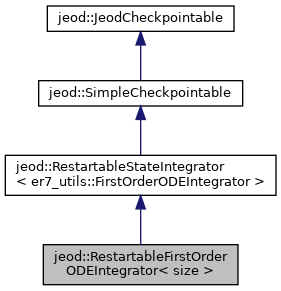 jeod::JeodCheckpointable
jeod::SimpleCheckpointable
jeod::RestartableStateIntegrator
< er7_utils::FirstOrderODEIntegrator >
jeod::RestartableFirstOrder
ODEIntegrator< size >